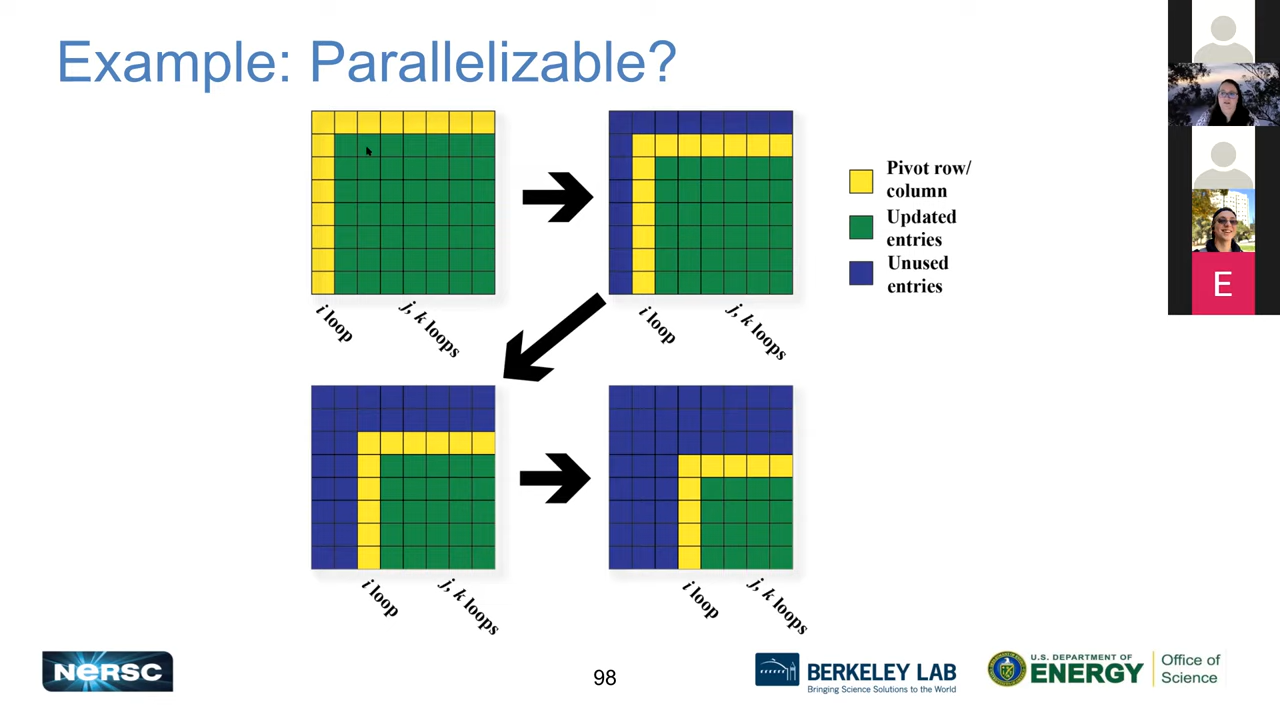 Example: Parallelizable?
Pivot row/
column
Updated
entries
Unused
entries
i loop
j, k loops
i loop
j, k loops
i loop
j, k loops
i loop
j, k loops
E
NERSC
98
BERKELEY LAB
Bringing Science Solutions to the World
U.S. DEPARTMENT OF
ENERGY
Office of
Science